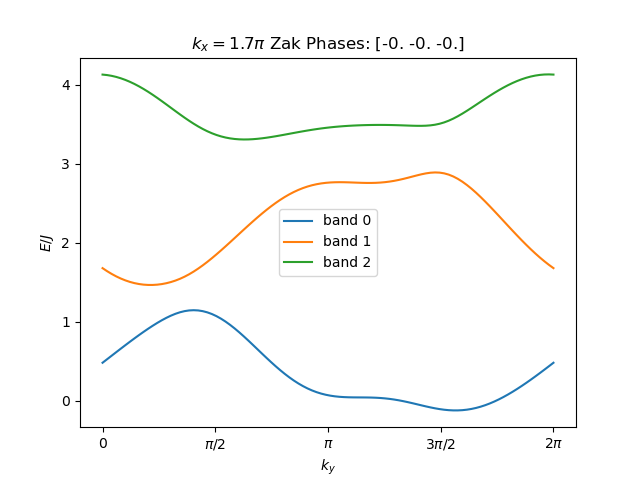 $k_x = 1.7\pi$ Zak Phases: [-0. -0. -0.]
4
3
2
1
0
E/J
band 0
band 1
band 2
0 π/2 π 3π/2 2π
$k_y$